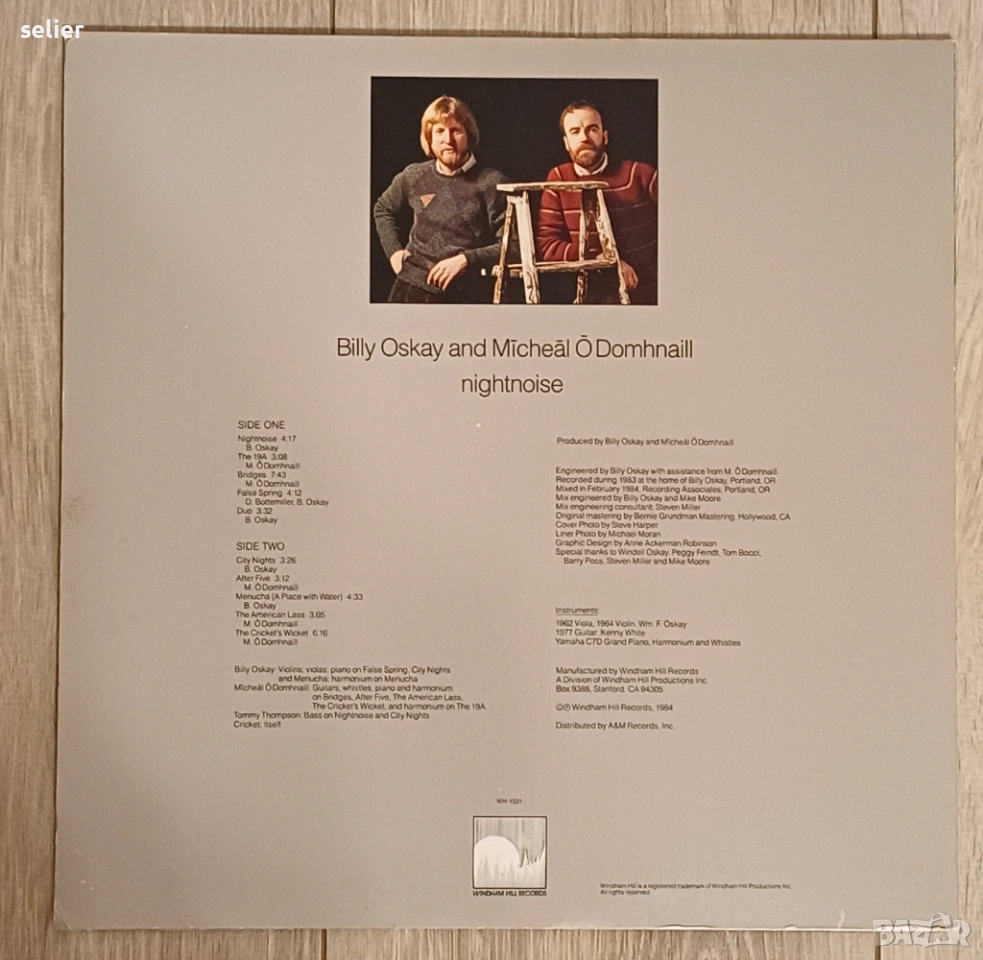 selier
Billy Oskay and Mīcheāl Ō Domhnaill
nightnoise
SIDE ONE
Nightnoise 4:17
B. Oskay
The 19A 3:08
M. Ō Domhnaill
Bridges 7:43
M. Ō Domhnaill
False Spring 4:12
D. Bottemiller, B. Oskay
Duo 3:32
B. Oskay
SIDE TWO
City Nights 3:26
B. Oskay
After Five 3:12
M. Ō Domhnaill
Menucha (A Place with Water) 4:33
B. Oskay
The American Lass 3:05
M. Ō Domhnaill
The Cricket's Wicket 6:16
M. Ō Domhnaill
Billy Oskay: Violins; violas; piano on False Spring, City Nights
and Menucha; harmonium on Menucha
Mīcheāl Ō Domhnaill: Guitars, whistles, piano and harmonium
on Bridges, After Five, The American Lass,
The Cricket's Wicket, and harmonium on The 19A
Tommy Thompson: Bass on Nightnoise and City Nights
Cricket: Itself
Produced by Billy Oskay and Mīcheāl Ō Domhnaill
Engineered by Billy Oskay with assistance from M. Ō Domhnaill
Recorded during 1983 at the home of Billy Oskay, Portland, OR
Mixed in February 1984, Recording Associates, Portland, OR
Mix engineered by Billy Oskay and Mike Moore
Mix engineering consultant: Steven Miller
Original mastering by Bernie Grundman Mastering, Hollywood, CA
Cover Photo by Steve Harper
Liner Photo by Michael Moran
Graphic Design by Anne Ackerman Robinson
Special thanks to Windell Oskay, Peggy Feindt, Tom Bocci,
Barry Poss, Steven Miller and Mike Moore
Instruments:
1962 Viola, 1964 Violin: Wm. F. Oskay
1977 Guitar: Kenny White
Yamaha C7D Grand Piano, Harmonium and Whistles
Manufactured by Windham Hill Records
A Division of Windham Hill Productions Inc.
Box 9388, Stanford, CA 94305
©℗ Windham Hill Records, 1984
Distributed by A&M Records, Inc.
WH-1031
WINDHAM HILL RECORDS
Windham Hill is a registered trademark of Windham Hill Productions Inc.
All rights reserved.
BAZAR